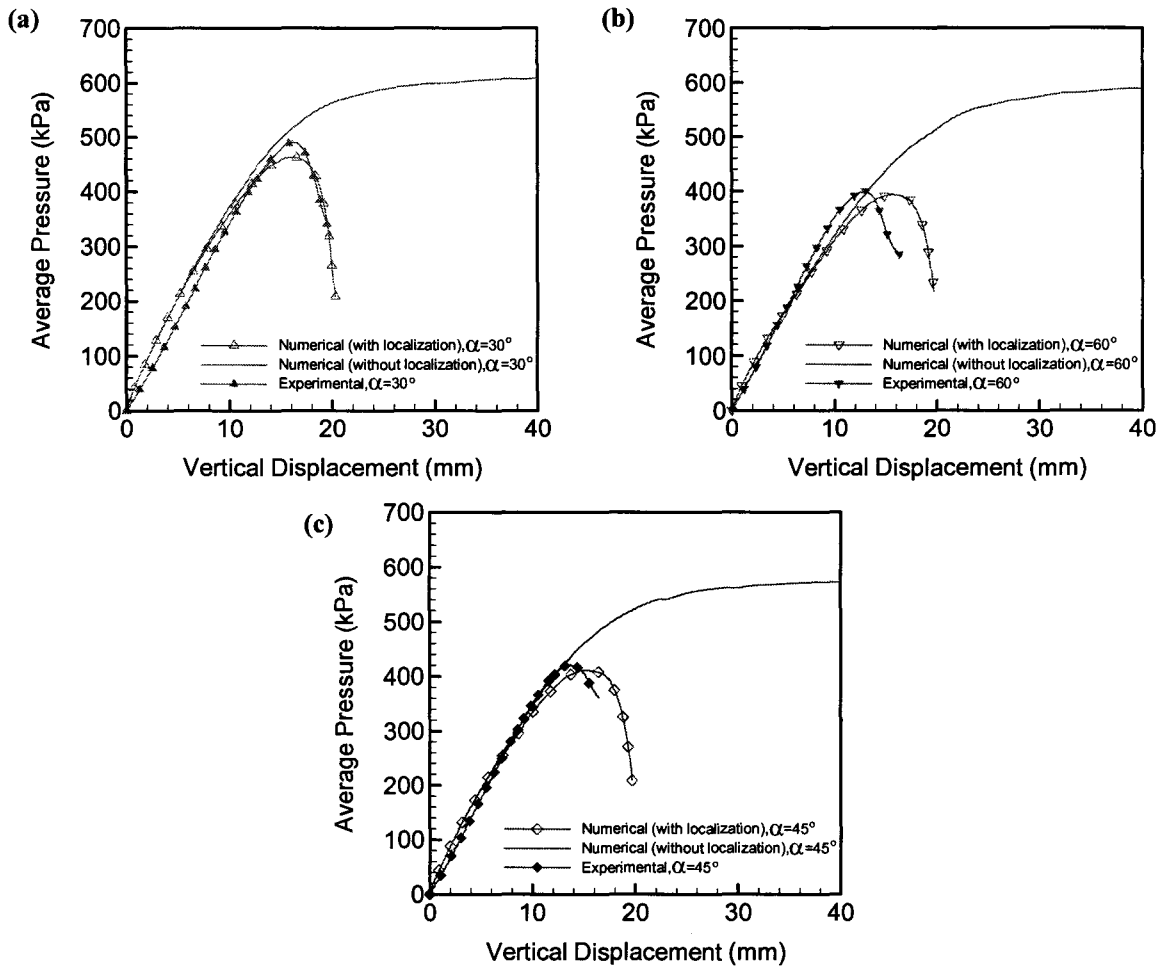 (a)
700
600
500
400
300
200
100
0
Average Pressure (kPa)
Numerical (with localization),α=30°
Numerical (without localization),α=30°
Experimental,α=30°
0 10 20 30 40
Vertical Displacement (mm)
(b)
700
600
500
400
300
200
100
0
Average Pressure (kPa)
Numerical (with localization),α=60°
Numerical (without localization),α=60°
Experimental,α=60°
0 10 20 30 40
Vertical Displacement (mm)
(c)
700
600
500
400
300
200
100
0
Average Pressure (kPa)
Numerical (with localization),α=45°
Numerical (without localization),α=45°
Experimental,α=45°
0 10 20 30 40
Vertical Displacement (mm)